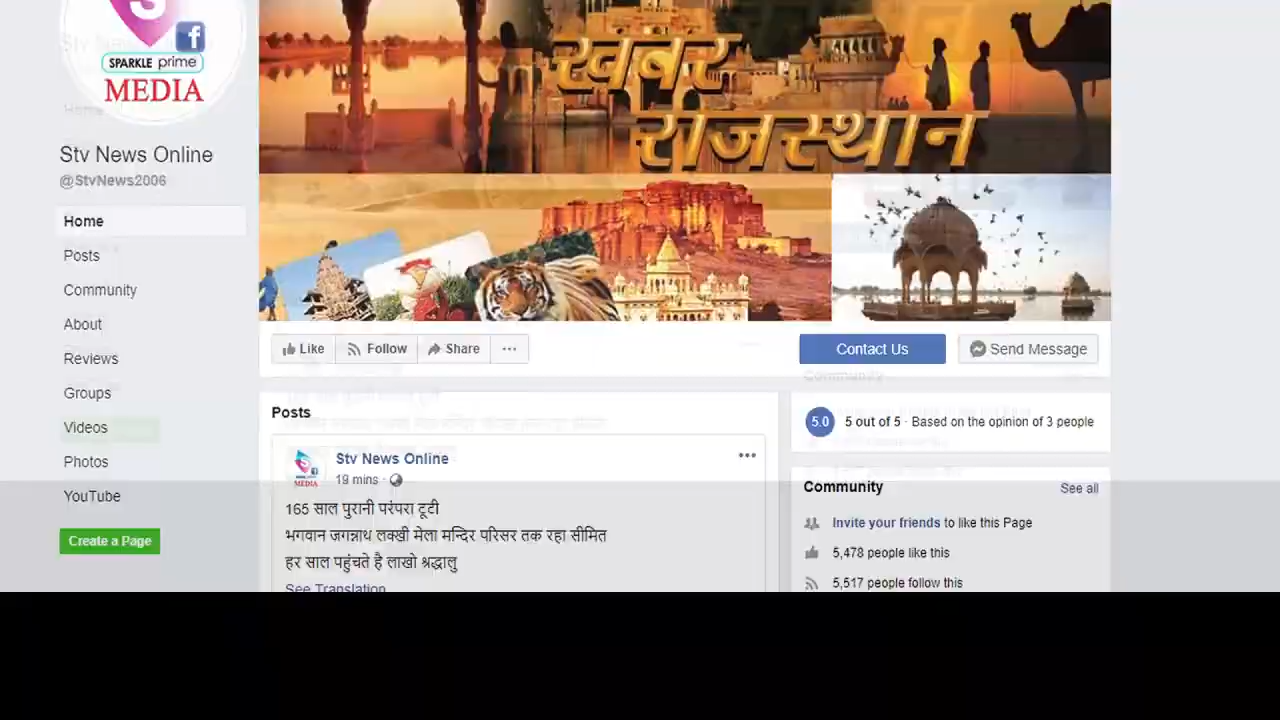 SPARKLE prime
MEDIA
खबर
राजस्थान
Stv News Online
@StvNews2006
Home
Posts
Community
About
Reviews
Groups
Videos
Photos
YouTube
Create a Page
Like
Follow
Share
Contact Us
Send Message
Posts
Stv News Online
19 mins ·
165 साल पुरानी परंपरा टूटी
भगवान जगन्नाथ लक्खी मेला मन्दिर परिसर तक रहा सीमित
हर साल पहुंचते है लाखो श्रद्धालु
See Translation
5.0
5 out of 5 · Based on the opinion of 3 people
Community
See all
Invite your friends to like this Page
5,478 people like this
5,517 people follow this